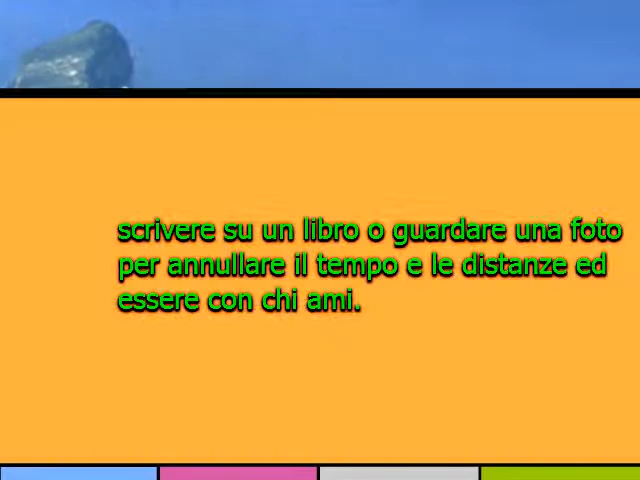 scrivere su un libro o guardare una foto
per annullare il tempo e le distanze ed
essere con chi ami.